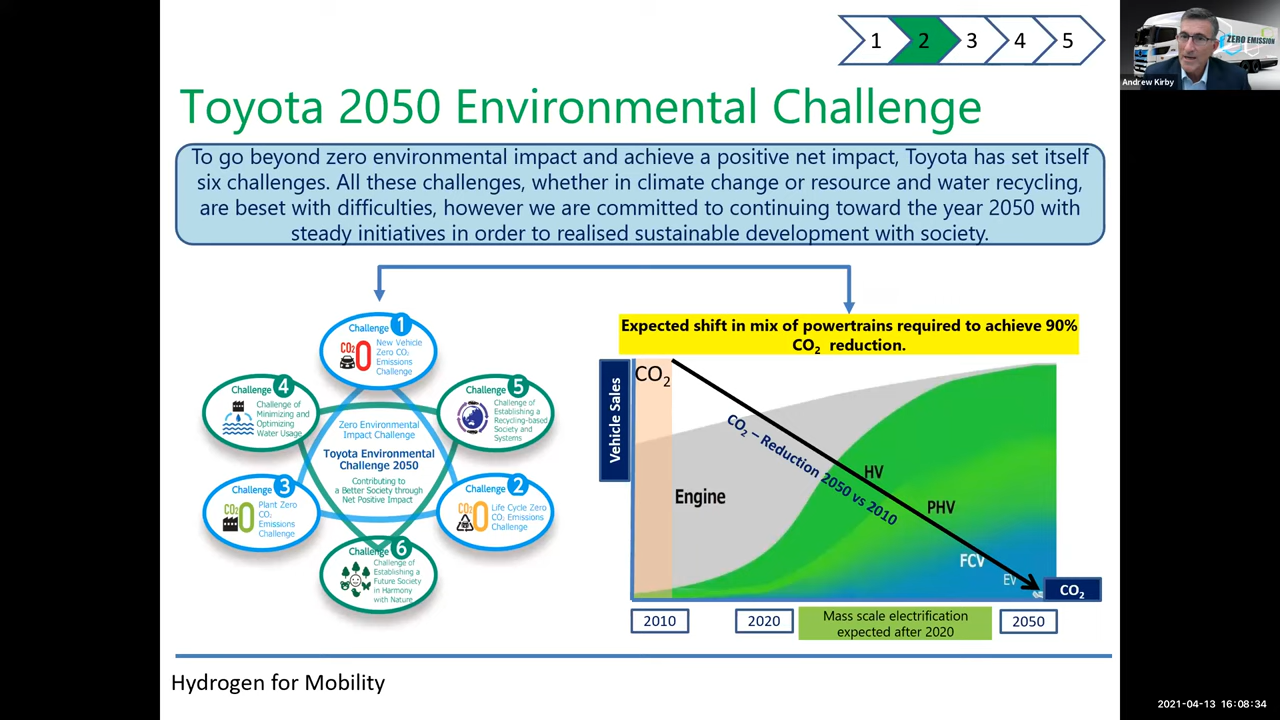 1 2 3 4 5
ZERO EMISSION
Andrew Kirby
Toyota 2050 Environmental Challenge
To go beyond zero environmental impact and achieve a positive net impact, Toyota has set itself
six challenges. All these challenges, whether in climate change or resource and water recycling,
are beset with difficulties, however we are committed to continuing toward the year 2050 with
steady initiatives in order to realised sustainable development with society.
Challenge 1
CO2 0
New Vehicle
Zero CO2
Emissions
Challenge
Challenge 4
Challenge of
Minimizing and
Optimizing
Water Usage
Challenge 5
Challenge of
Establishing a
Recycling-based
Society and
Systems
Zero Environmental
Impact Challenge
Toyota Environmental
Challenge 2050
Contributing to
a Better Society through
Net Positive Impact
Challenge 3
CO2 0
Plant Zero
CO2
Emissions
Challenge
Challenge 2
CO2 0
Life Cycle Zero
CO2 Emissions
Challenge
Challenge 6
Challenge of
Establishing a
Future Society
in Harmony
with Nature
Expected shift in mix of powertrains required to achieve 90%
CO2 reduction.
Vehicle Sales
CO2
CO2 – Reduction 2050 vs 2010
Engine
HV
PHV
FCV
EV
CO2
2010
2020
Mass scale electrification
expected after 2020
2050
Hydrogen for Mobility
2021-04-13 16:08:34